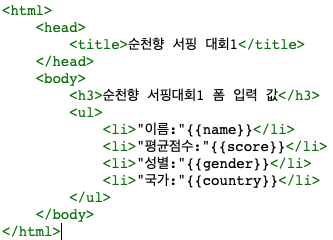 <html>
<head>
<title>순천향 서핑 대회1</title>
</head>
<body>
<h3>순천향 서핑대회1 폼 입력 값</h3>
<ul>
<li>"이름:"{{name}}</li>
<li>"평균점수:"{{score}}</li>
<li>"성별:"{{gender}}</li>
<li>"국가:"{{country}}</li>
</ul>
</body>
</html>